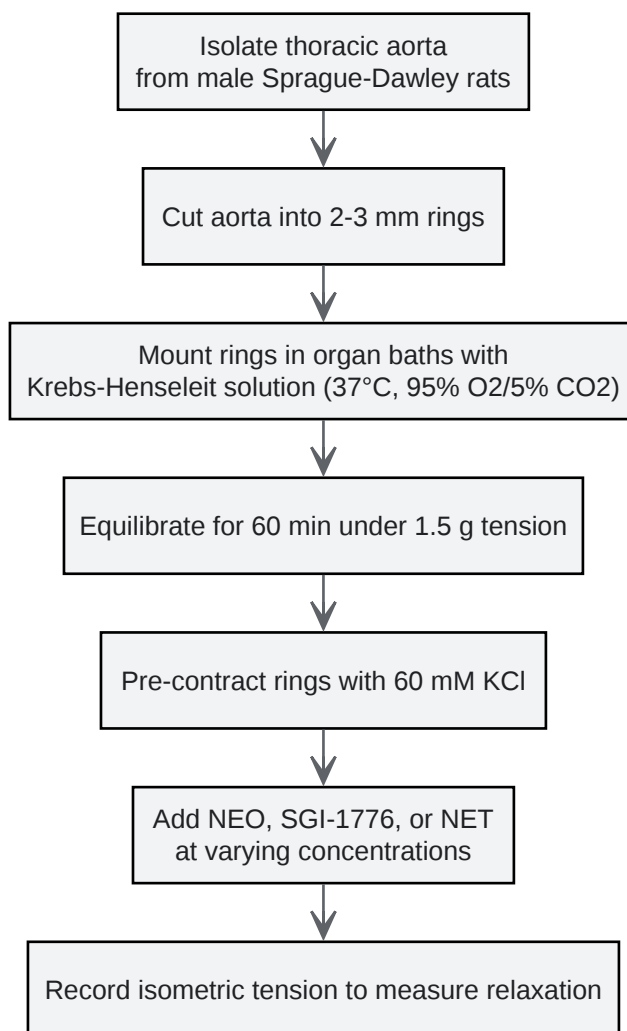 Isolate thoracic aorta
from male Sprague-Dawley rats
Cut aorta into 2-3 mm rings
Mount rings in organ baths with
Krebs-Henseleit solution (37°C, 95% O2/5% CO2)
Equilibrate for 60 min under 1.5 g tension
Pre-contract rings with 60 mM KCl
Add NEO, SGI-1776, or NET
at varying concentrations
Record isometric tension to measure relaxation